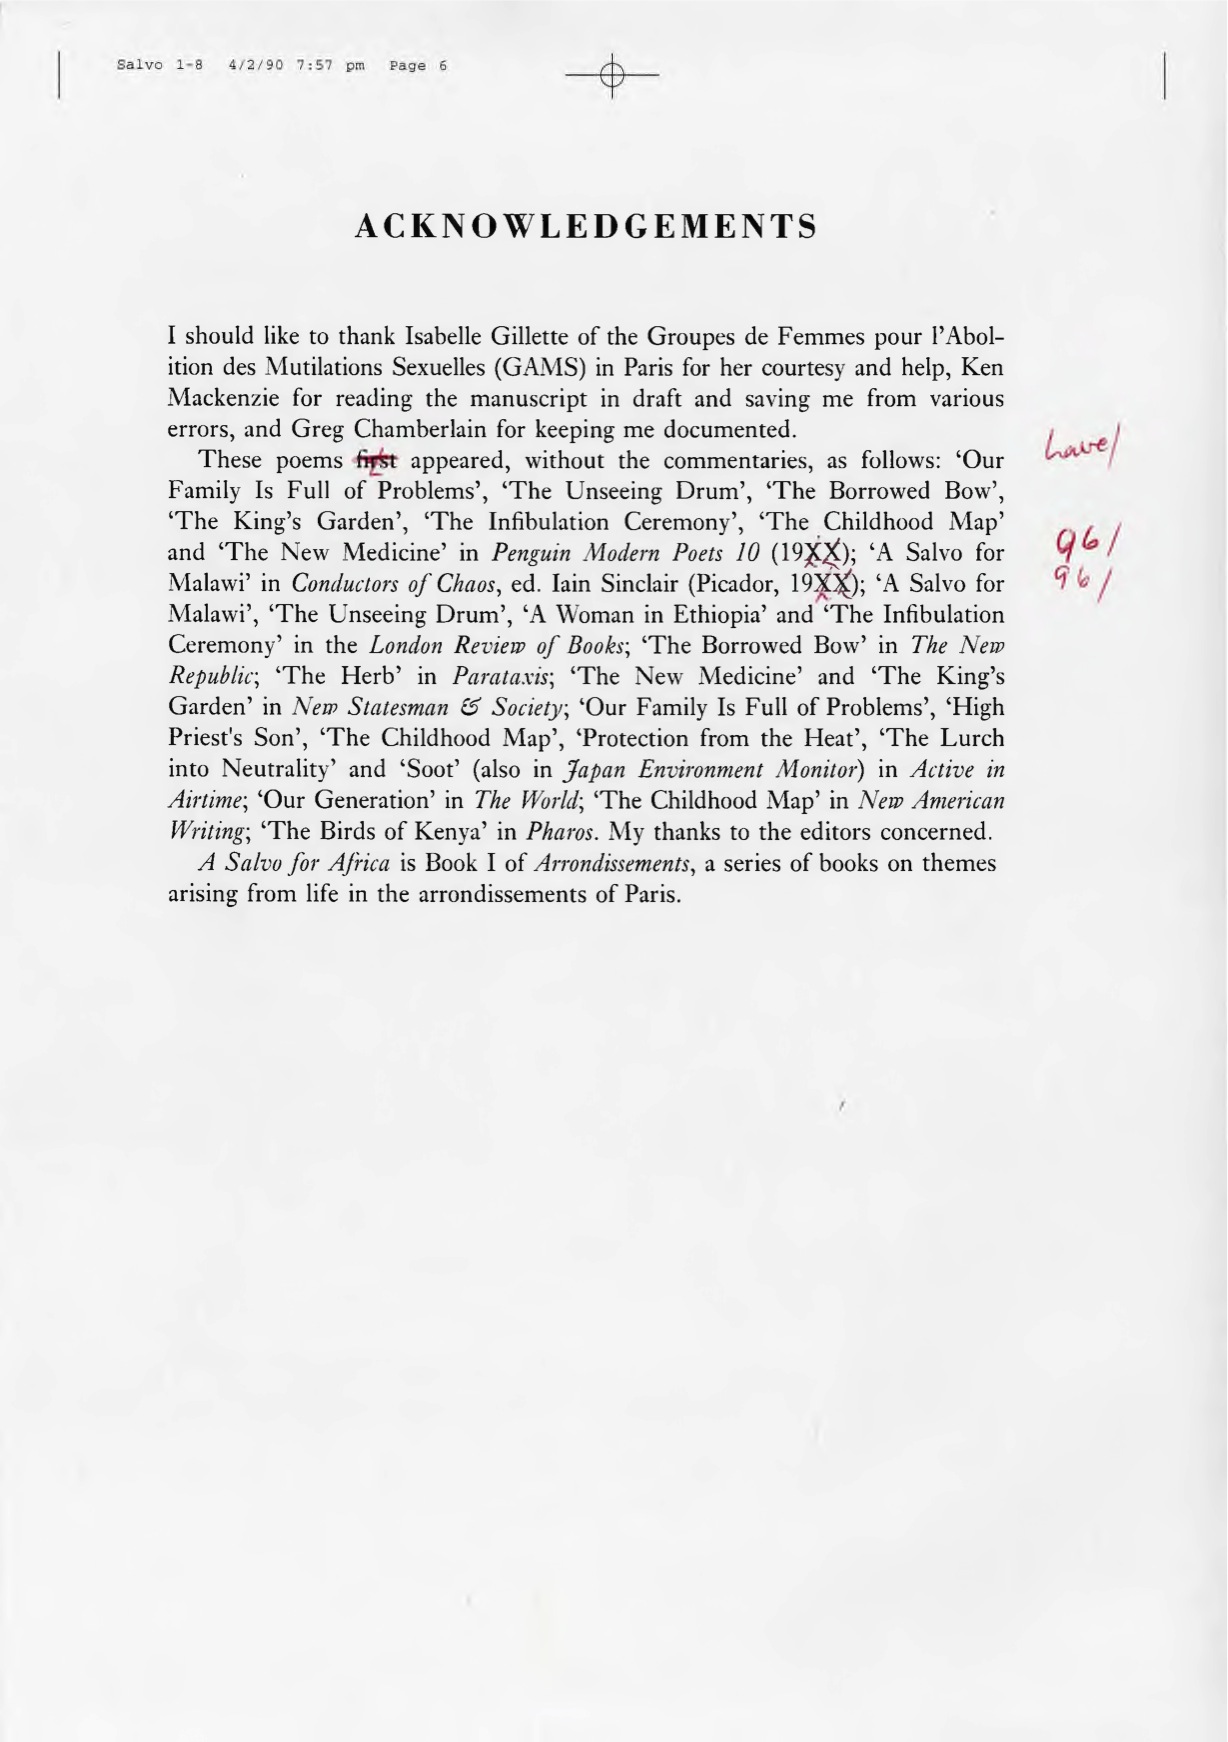 Salvo 1-8 4/2/90 7:57 pm Page 6
ACKNOWLEDGEMENTS
I should like to thank Isabelle Gillette of the Groupes de Femmes pour l’Abol-
ition des Mutilations Sexuelles (GAMS) in Paris for her courtesy and help, Ken
Mackenzie for reading the manuscript in draft and saving me from various
errors, and Greg Chamberlain for keeping me documented.
These poems first appeared, without the commentaries, as follows: ‘Our
have/
Family Is Full of Problems’, ‘The Unseeing Drum’, ‘The Borrowed Bow’,
‘The King’s Garden’, ‘The Infibulation Ceremony’, ‘The Childhood Map’
and ‘The New Medicine’ in Penguin Modern Poets 10 (19XX); ‘A Salvo for
96/
Malawi’ in Conductors of Chaos, ed. Iain Sinclair (Picador, 19XX); ‘A Salvo for
96/
Malawi’, ‘The Unseeing Drum’, ‘A Woman in Ethiopia’ and ‘The Infibulation
Ceremony’ in the London Review of Books; ‘The Borrowed Bow’ in The New
Republic; ‘The Herb’ in Parataxis; ‘The New Medicine’ and ‘The King’s
Garden’ in New Statesman & Society; ‘Our Family Is Full of Problems’, ‘High
Priest's Son’, ‘The Childhood Map’, ‘Protection from the Heat’, ‘The Lurch
into Neutrality’ and ‘Soot’ (also in Japan Environment Monitor) in Active in
Airtime; ‘Our Generation’ in The World; ‘The Childhood Map’ in New American
Writing; ‘The Birds of Kenya’ in Pharos. My thanks to the editors concerned.
A Salvo for Africa is Book I of Arrondissements, a series of books on themes
arising from life in the arrondissements of Paris.